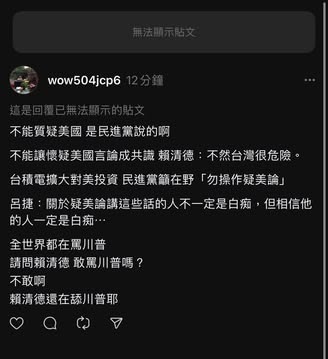 無法顯示貼文
wow504jcp6 12分鐘
這是回覆已無法顯示的貼文
不能質疑美國 是民進黨說的啊
不能讓懷疑美國言論成共識 賴清德：不然台灣很危險。
台積電擴大對美投資 民進黨籲在野「勿操作疑美論」
呂捷：關於疑美論講這些話的人不一定是白痴，但相信他
的人一定是白痴⋯
全世界都在罵川普
請問賴清德 敢罵川普嗎？
不敢啊
賴清德還在舔川普耶